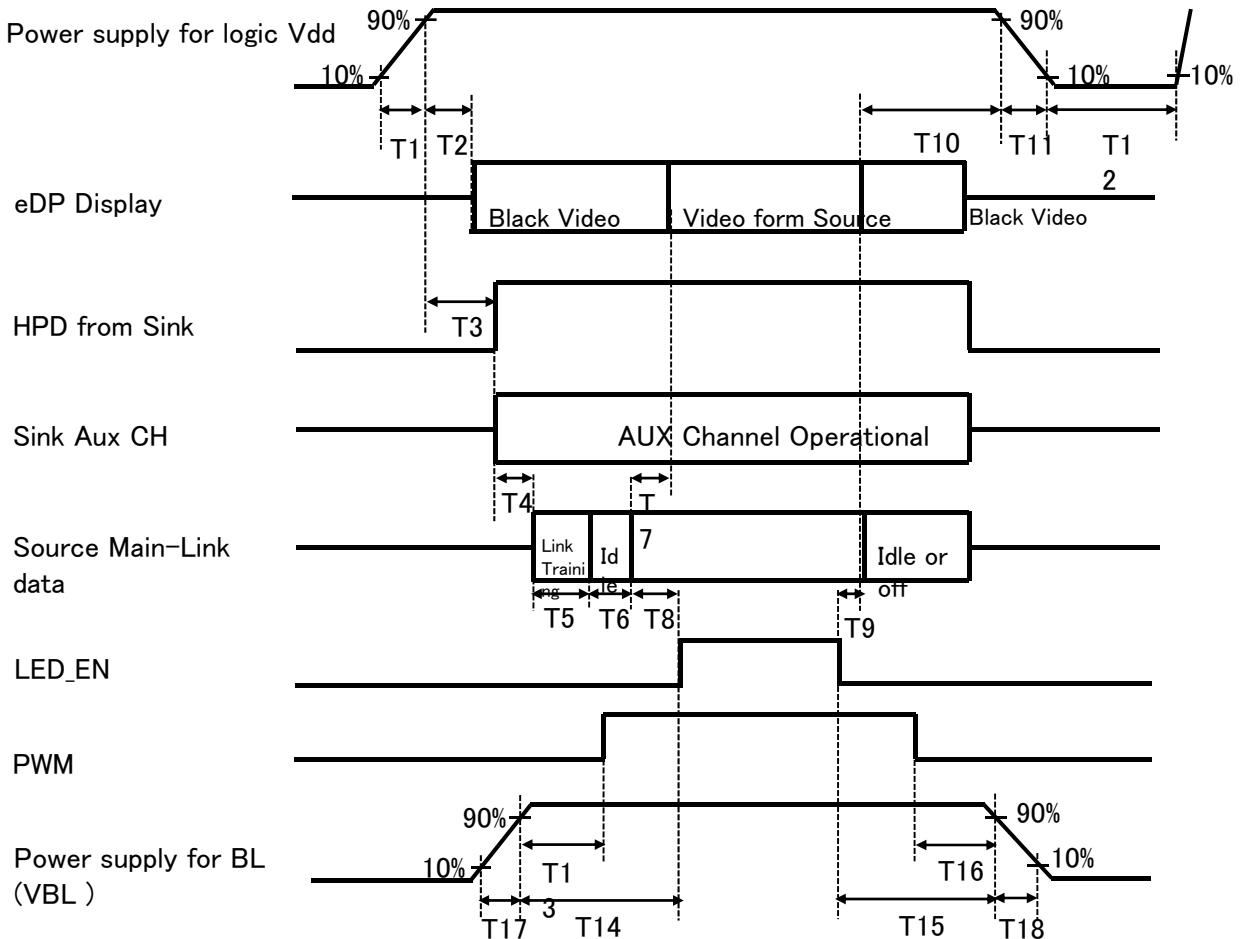 Power supply for logic Vdd
90%
10%
90%
10%
10%
T1
T2
T10
T11
T1
2
eDP Display
Black Video
Video form Source
Black Video
HPD from Sink
T3
Sink Aux CH
AUX Channel Operational
T4
T
7
Source Main-Link
data
Link
Traini
ng
Id
le
Idle or
off
T5
T6
T8
T9
LED_EN
PWM
Power supply for BL
(VBL )
90%
10%
90%
10%
T1
3
T16
T17
T14
T15
T18